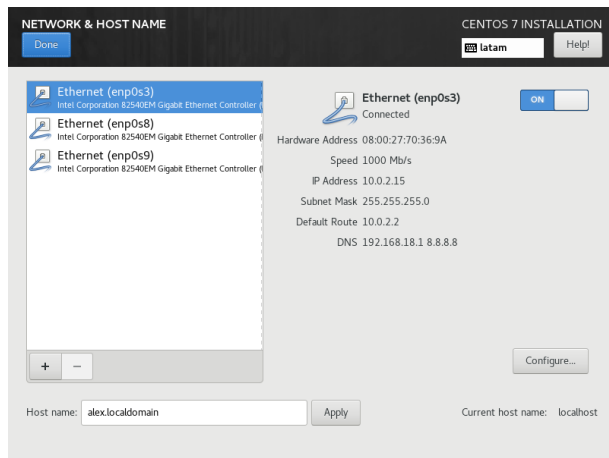 NETWORK & HOST NAME
CENTOS 7 INSTALLATION
Done
latam
Help!
Ethernet (enp0s3)
Intel Corporation 82540EM Gigabit Ethernet Controller (
Ethernet (enp0s8)
Intel Corporation 82540EM Gigabit Ethernet Controller (
Ethernet (enp0s9)
Intel Corporation 82540EM Gigabit Ethernet Controller (
Ethernet (enp0s3)
Connected
ON
Hardware Address 08:00:27:70:36:9A
Speed 1000 Mb/s
IP Address 10.0.2.15
Subnet Mask 255.255.255.0
Default Route 10.0.2.2
DNS 192.168.18.1 8.8.8.8
+ −
Configure...
Host name: alex.localdomain
Apply
Current host name: localhost